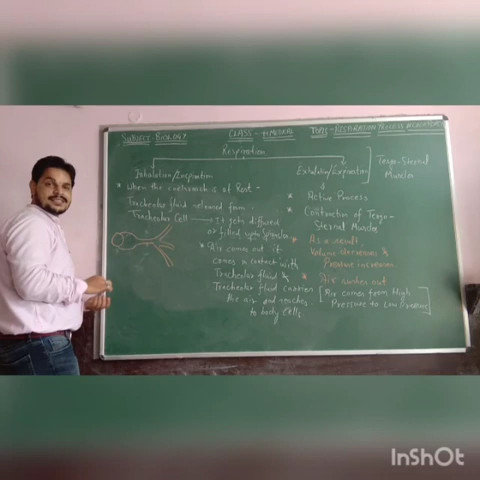 SUBJECT-BIOLOGY CLASS - TOPIC-RESPIRATION
Respiration
Inhalation/Inspiration
* When the cockroach is at Rest -
Tracheolar fluid released from
Tracheolar Cell → it gets diffused
or filled upto
* Air comes out it
comes in contact with
Tracheolar fluid &
Tracheolar fluid carries
the air and reaches
to body Cells.
Exhalation/Expiration
* Active Process
* Contraction of Tergo-
Sternal Muscles
* As a result
Volume decreases &
Pressure increases
* Air rushes out
[Air comes from High
Pressure to Low Pressure]
Tergo-Sternal
Muscles
InShOt